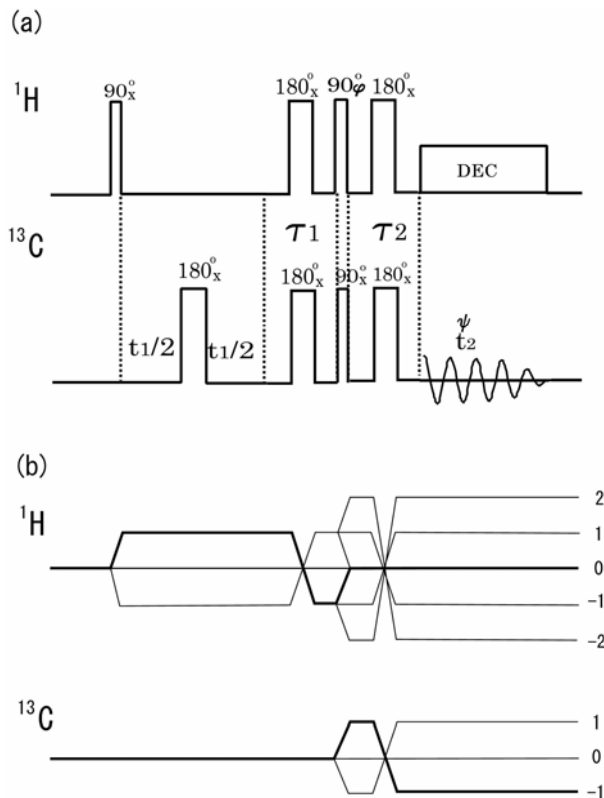 (a)
¹H
90°x
180°x
90°φ
180°x
DEC
¹³C
t1/2
180°x
t1/2
τ1
180°x
90°x
τ2
180°x
ψ
t2
(b)
¹H
2
1
0
-1
-2
¹³C
1
0
-1